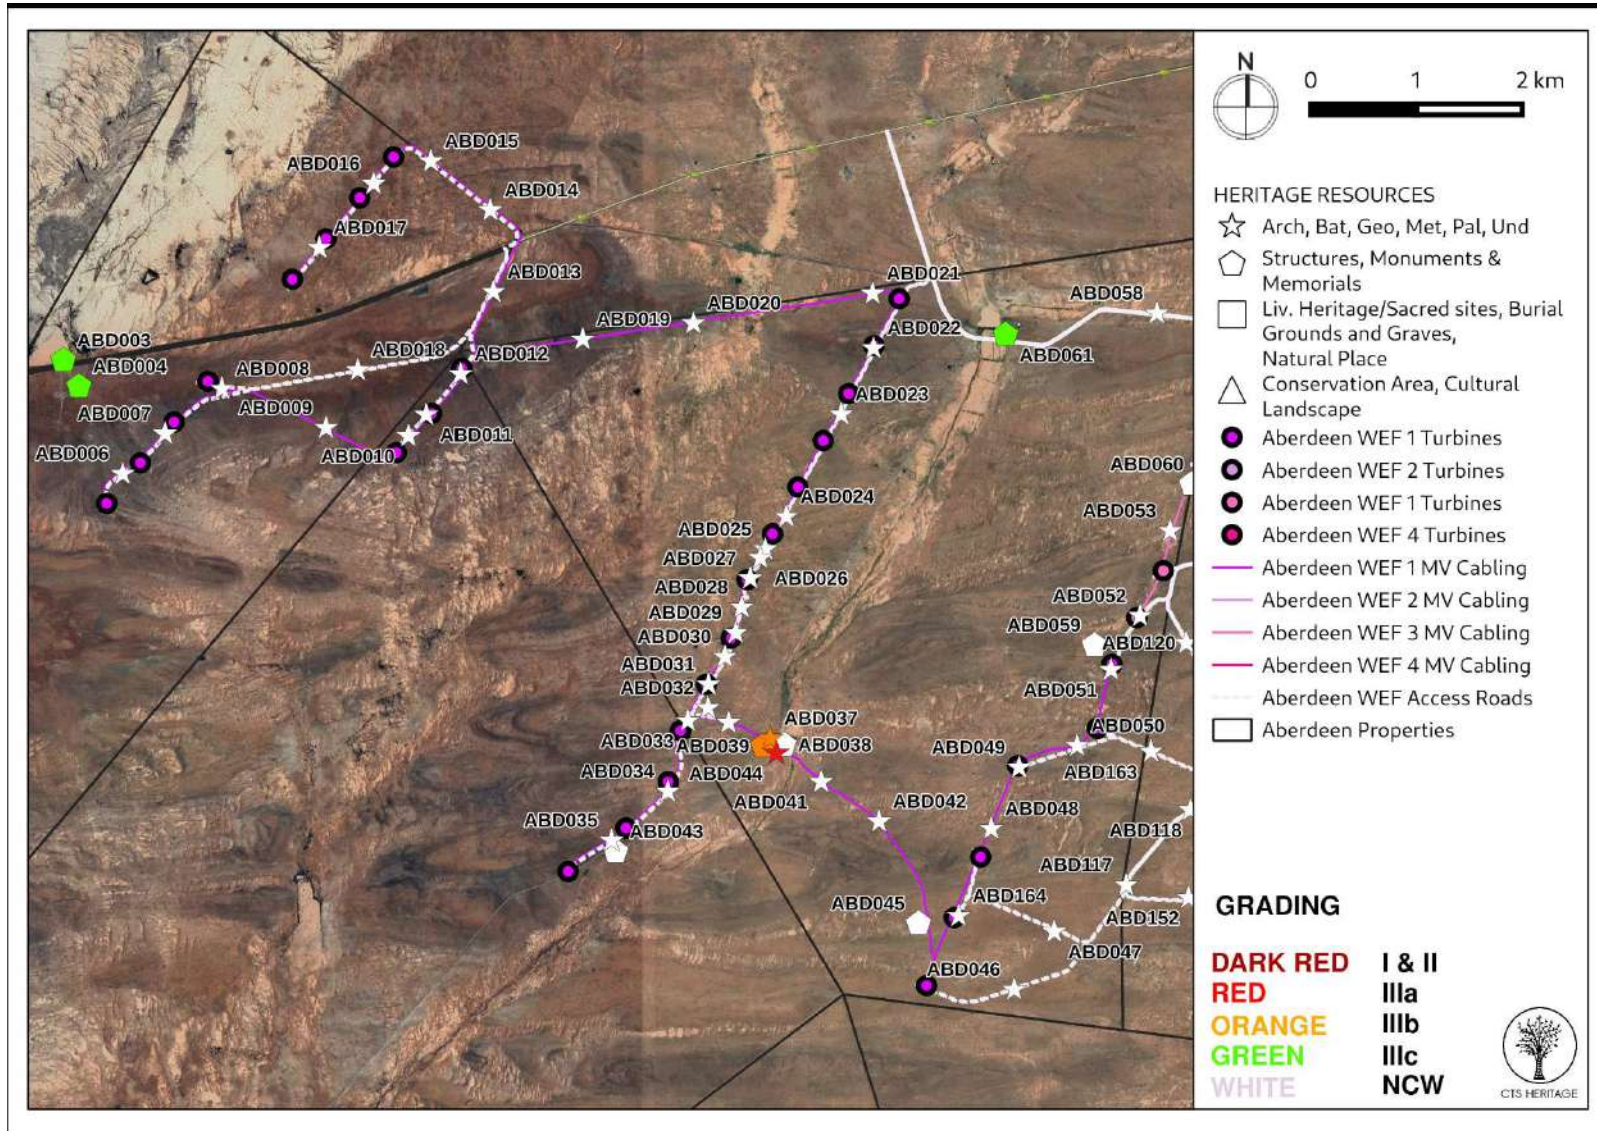 ABD015
ABD016
ABD014
ABD017
ABD013
ABD021
ABD058
ABD020
ABD019
ABD022
ABD003
ABD018
ABD012
ABD061
ABD004
ABD008
ABD023
ABD007
ABD009
ABD011
ABD006
ABD010
ABD060
ABD024
ABD053
ABD025
ABD027
ABD026
ABD028
ABD052
ABD029
ABD059
ABD030
ABD120
ABD031
ABD032
ABD051
ABD037
ABD050
ABD033
ABD039
ABD038
ABD049
ABD034
ABD044
ABD163
ABD041
ABD042
ABD048
ABD035
ABD043
ABD118
ABD117
ABD164
ABD045
ABD152
ABD047
ABD046
N
0 1 2 km
HERITAGE RESOURCES
Arch, Bat, Geo, Met, Pal, Und
Structures, Monuments &
Memorials
Liv. Heritage/Sacred sites, Burial
Grounds and Graves,
Natural Place
Conservation Area, Cultural
Landscape
Aberdeen WEF 1 Turbines
Aberdeen WEF 2 Turbines
Aberdeen WEF 1 Turbines
Aberdeen WEF 4 Turbines
Aberdeen WEF 1 MV Cabling
Aberdeen WEF 2 MV Cabling
Aberdeen WEF 3 MV Cabling
Aberdeen WEF 4 MV Cabling
Aberdeen WEF Access Roads
Aberdeen Properties
GRADING
DARK RED I & II
RED IIIa
ORANGE IIIb
GREEN IIIc
WHITE NCW
CTS HERITAGE